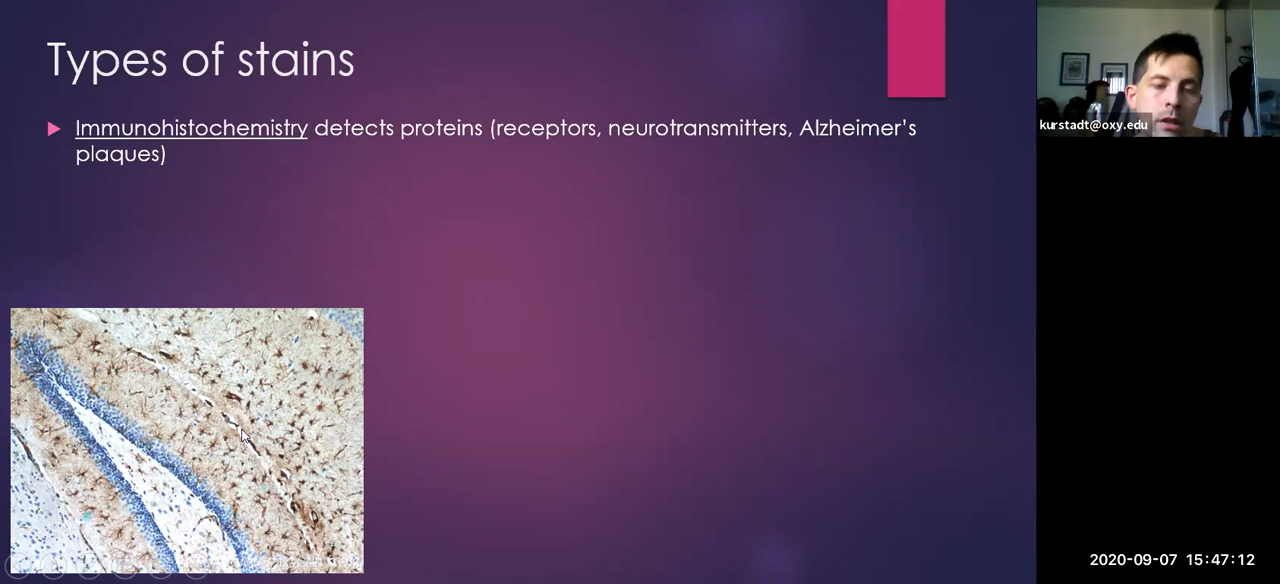 Types of stains
Immunohistochemistry detects proteins (receptors, neurotransmitters, Alzheimer's
plaques)
kurstadt@oxy.edu
2020-09-07 15:47:12